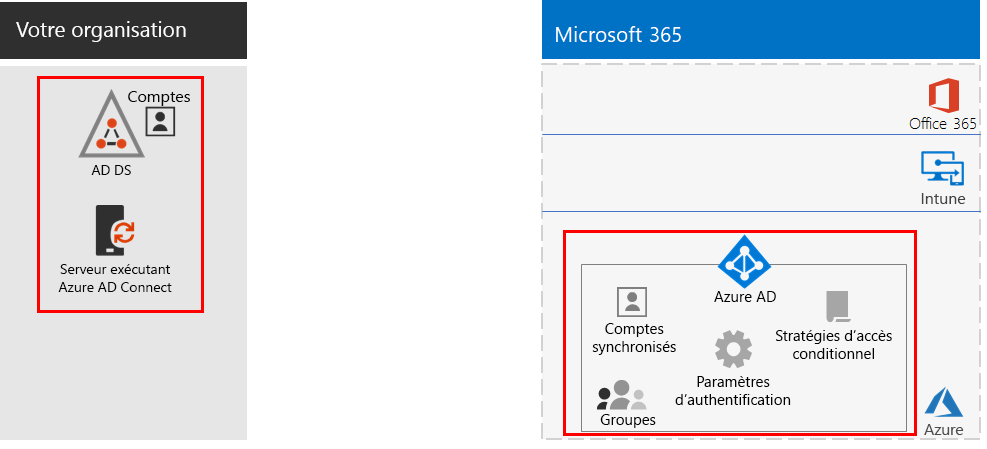 Votre organisation
Comptes
AD DS
Serveur exécutant
Azure AD Connect
Microsoft 365
Office 365
Intune
Azure AD
Comptes
synchronisés
Stratégies d’accès
conditionnel
Paramètres
d’authentification
Groupes
Azure